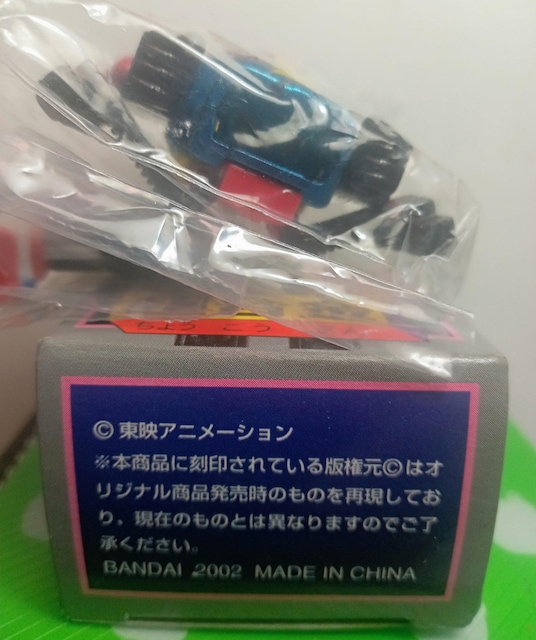 © 東映アニメーション
※本商品に刻印されている版権元©はオ
リジナル商品発売時のものを再現してお
り、現在のものとは異なりますのでご了
承ください。
BANDAI 2002 MADE IN CHINA